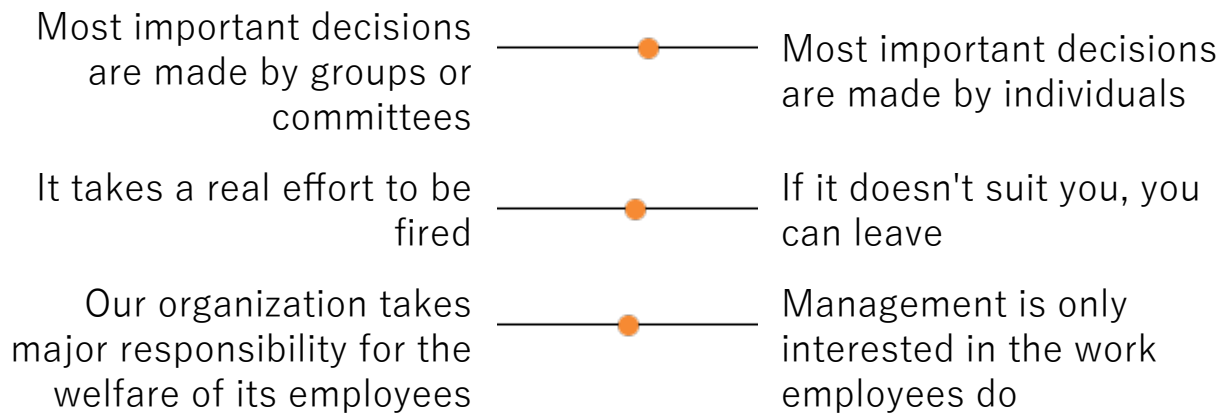 Most important decisions
are made by groups or
committees
Most important decisions
are made by individuals
It takes a real effort to be
fired
If it doesn't suit you, you
can leave
Our organization takes
major responsibility for the
welfare of its employees
Management is only
interested in the work
employees do